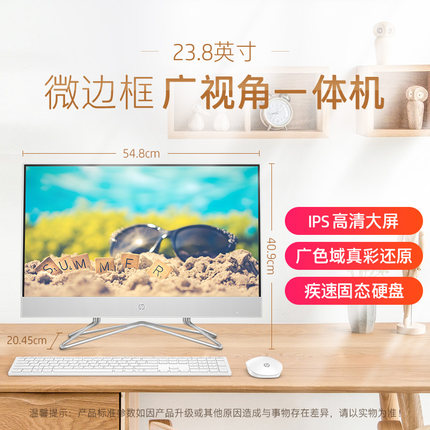 23.8英寸
微边框 广视角一体机
54.8cm
40.9cm
20.45cm
SUMMER
hp
IPS高清大屏
广色域真彩还原
疾速固态硬盘
温馨提示：产品标准参数如因产品升级或其他原因造成与事物存在差异，请以实物为准！